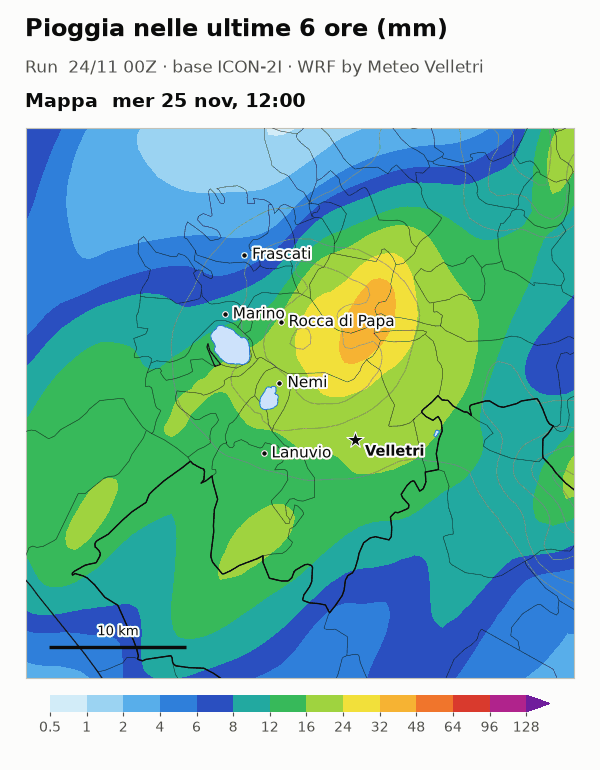 Pioggia nelle ultime 6 ore (mm)
Run  24/11 00Z · base ICON-2I · WRF by Meteo Velletri
Mappa  mer 25 nov, 12:00
Frascati
Marino
Rocca di Papa
Nemi
Velletri
Lanuvio
10 km
0.5 1 2 4 6 8 12 16 24 32 48 64 96 128